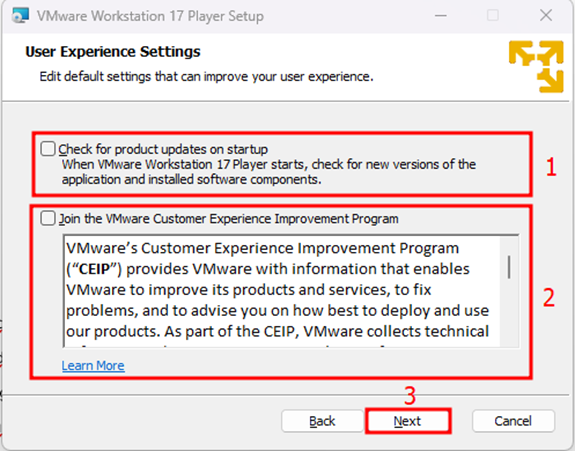 VMware Workstation 17 Player Setup
User Experience Settings
Edit default settings that can improve your user experience.
Check for product updates on startup
When VMware Workstation 17 Player starts, check for new versions of the
application and installed software components.
1
Join the VMware Customer Experience Improvement Program
VMware's Customer Experience Improvement Program
("CEIP") provides VMware with information that enables
VMware to improve its products and services, to fix
problems, and to advise you on how best to deploy and use
our products. As part of the CEIP, VMware collects technical
2
Learn More
3
Back
Next
Cancel